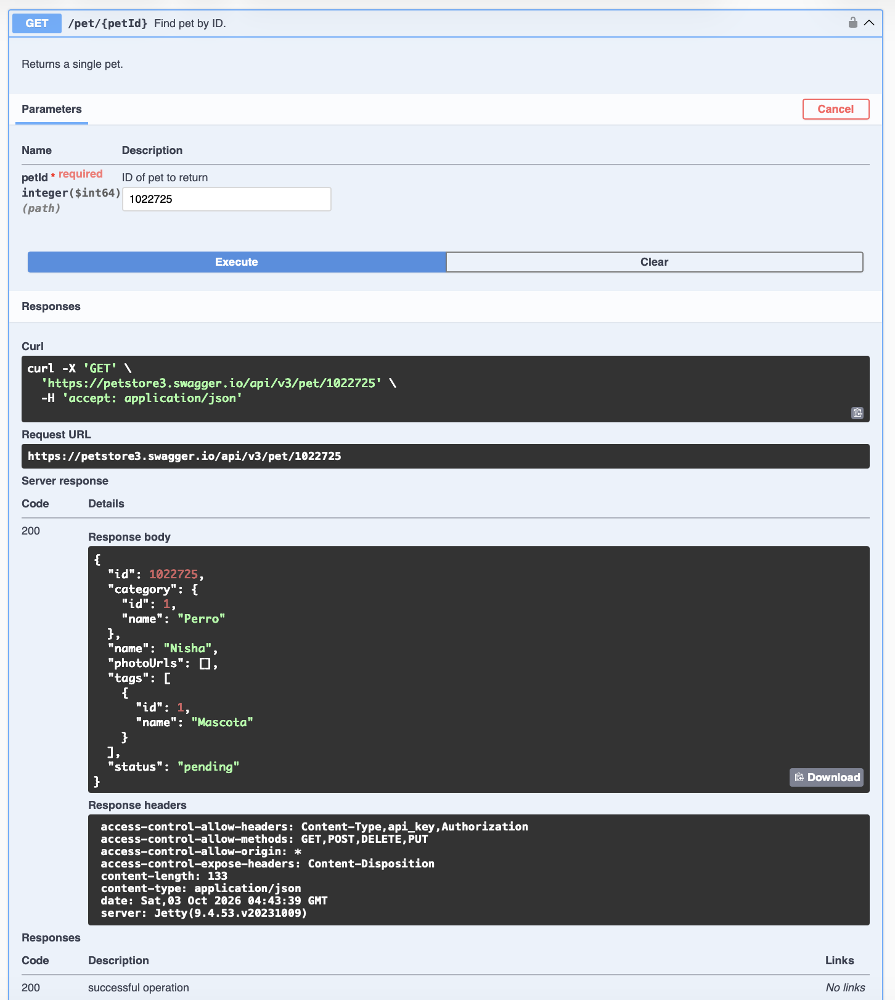 GET /pet/{petId} Find pet by ID.
Returns a single pet.
Parameters
Cancel
Name Description
petId * required
integer($int64)
(path)
ID of pet to return
1022725
Execute
Clear
Responses
Curl
curl -X 'GET' \
  'https://petstore3.swagger.io/api/v3/pet/1022725' \
  -H 'accept: application/json'
Request URL
https://petstore3.swagger.io/api/v3/pet/1022725
Server response
Code Details
200
Response body
{
  "id": 1022725,
  "category": {
    "id": 1,
    "name": "Perro"
  },
  "name": "Nisha",
  "photoUrls": [],
  "tags": [
    {
      "id": 1,
      "name": "Mascota"
    }
  ],
  "status": "pending"
}
Download
Response headers
access-control-allow-headers: Content-Type,api_key,Authorization
access-control-allow-methods: GET,POST,DELETE,PUT
access-control-allow-origin: *
access-control-expose-headers: Content-Disposition
content-length: 133
content-type: application/json
date: Sat,03 Oct 2026 04:43:39 GMT
server: Jetty(9.4.53.v20231009)
Responses
Code Description Links
200 successful operation No links